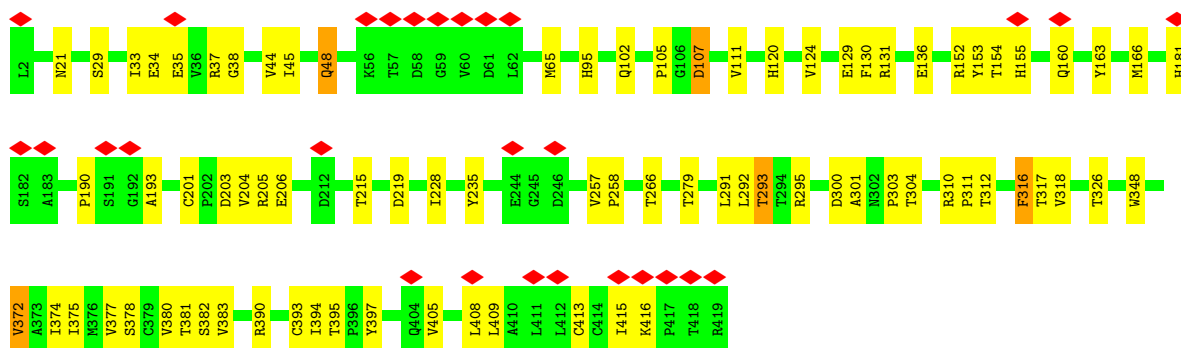 L2 N21 S29 I33 E34 E35 V36 R37 G38 V44 I45 Q48 K56 T57 D58 G59 V60 D61 L62 M65 H95 Q102 P105 G106 D107 V111 H120 V124 E129 F130 R131 E136 R152 Y153 T154 H155 Q160 Y163 M166 H181
S182 A183 P190 S191 G192 A193 C201 P202 D203 V204 R205 E206 D212 T215 D219 I228 Y235 E244 G245 D246 V257 P258 T266 T279 L291 L292 T293 T294 R295 D300 A301 N302 P303 T304 R310 P311 T312 F316 T317 V318 T326 W348
V372 A373 I374 I375 M376 V377 S378 C379 V380 T381 S382 V383 R390 C393 I394 T395 P396 Y397 Q404 V405 L408 L409 A410 L411 L412 C413 C414 I415 K416 P417 T418 R419